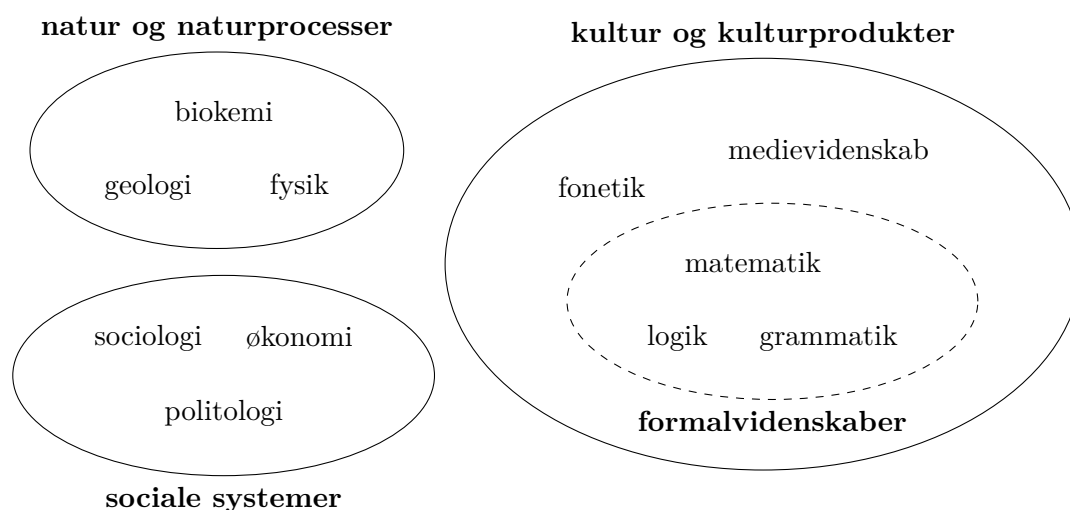 natur og naturprocesser
biokemi
geologi fysik
sociologi økonomi
politologi
sociale systemer
kultur og kulturprodukter
medievidenskab
fonetik
matematik
logik grammatik
formalvidenskaber